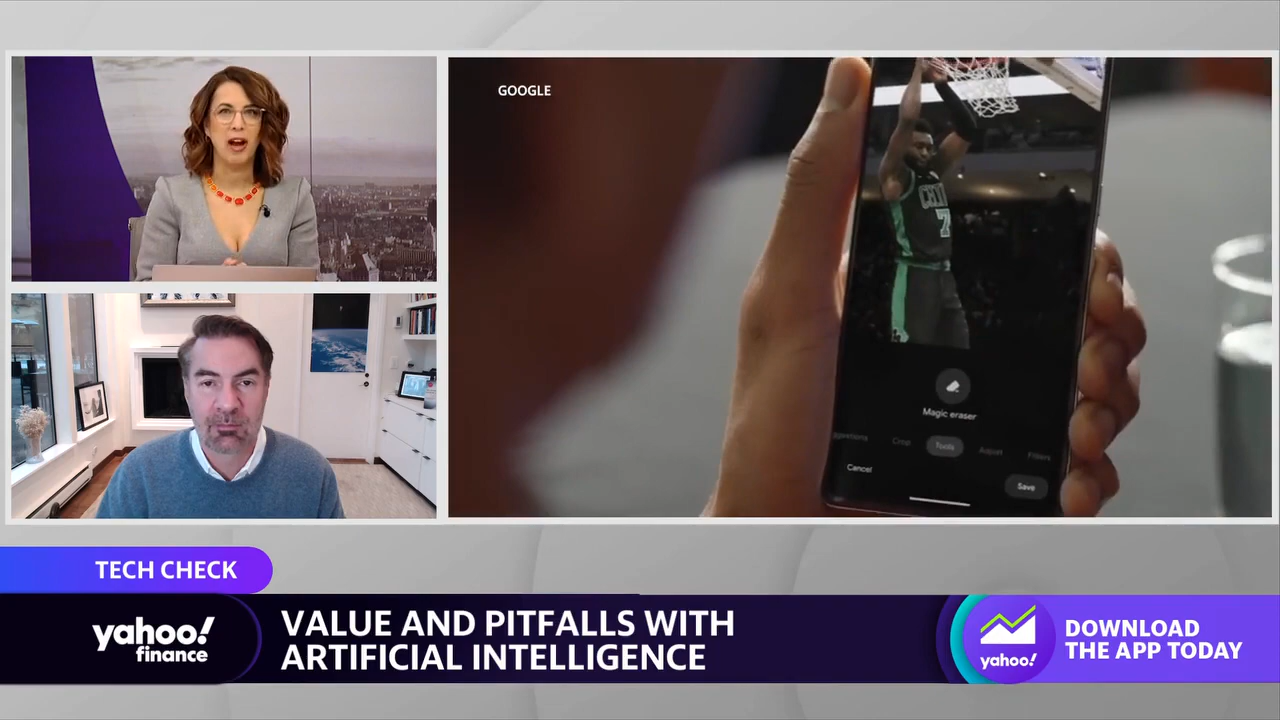 GOOGLE
7
Magic eraser
Crop
Tools
Adjust
Filters
Cancel
Save
TECH CHECK
yahoo!
finance
VALUE AND PITFALLS WITH
ARTIFICIAL INTELLIGENCE
yahoo!
DOWNLOAD
THE APP TODAY